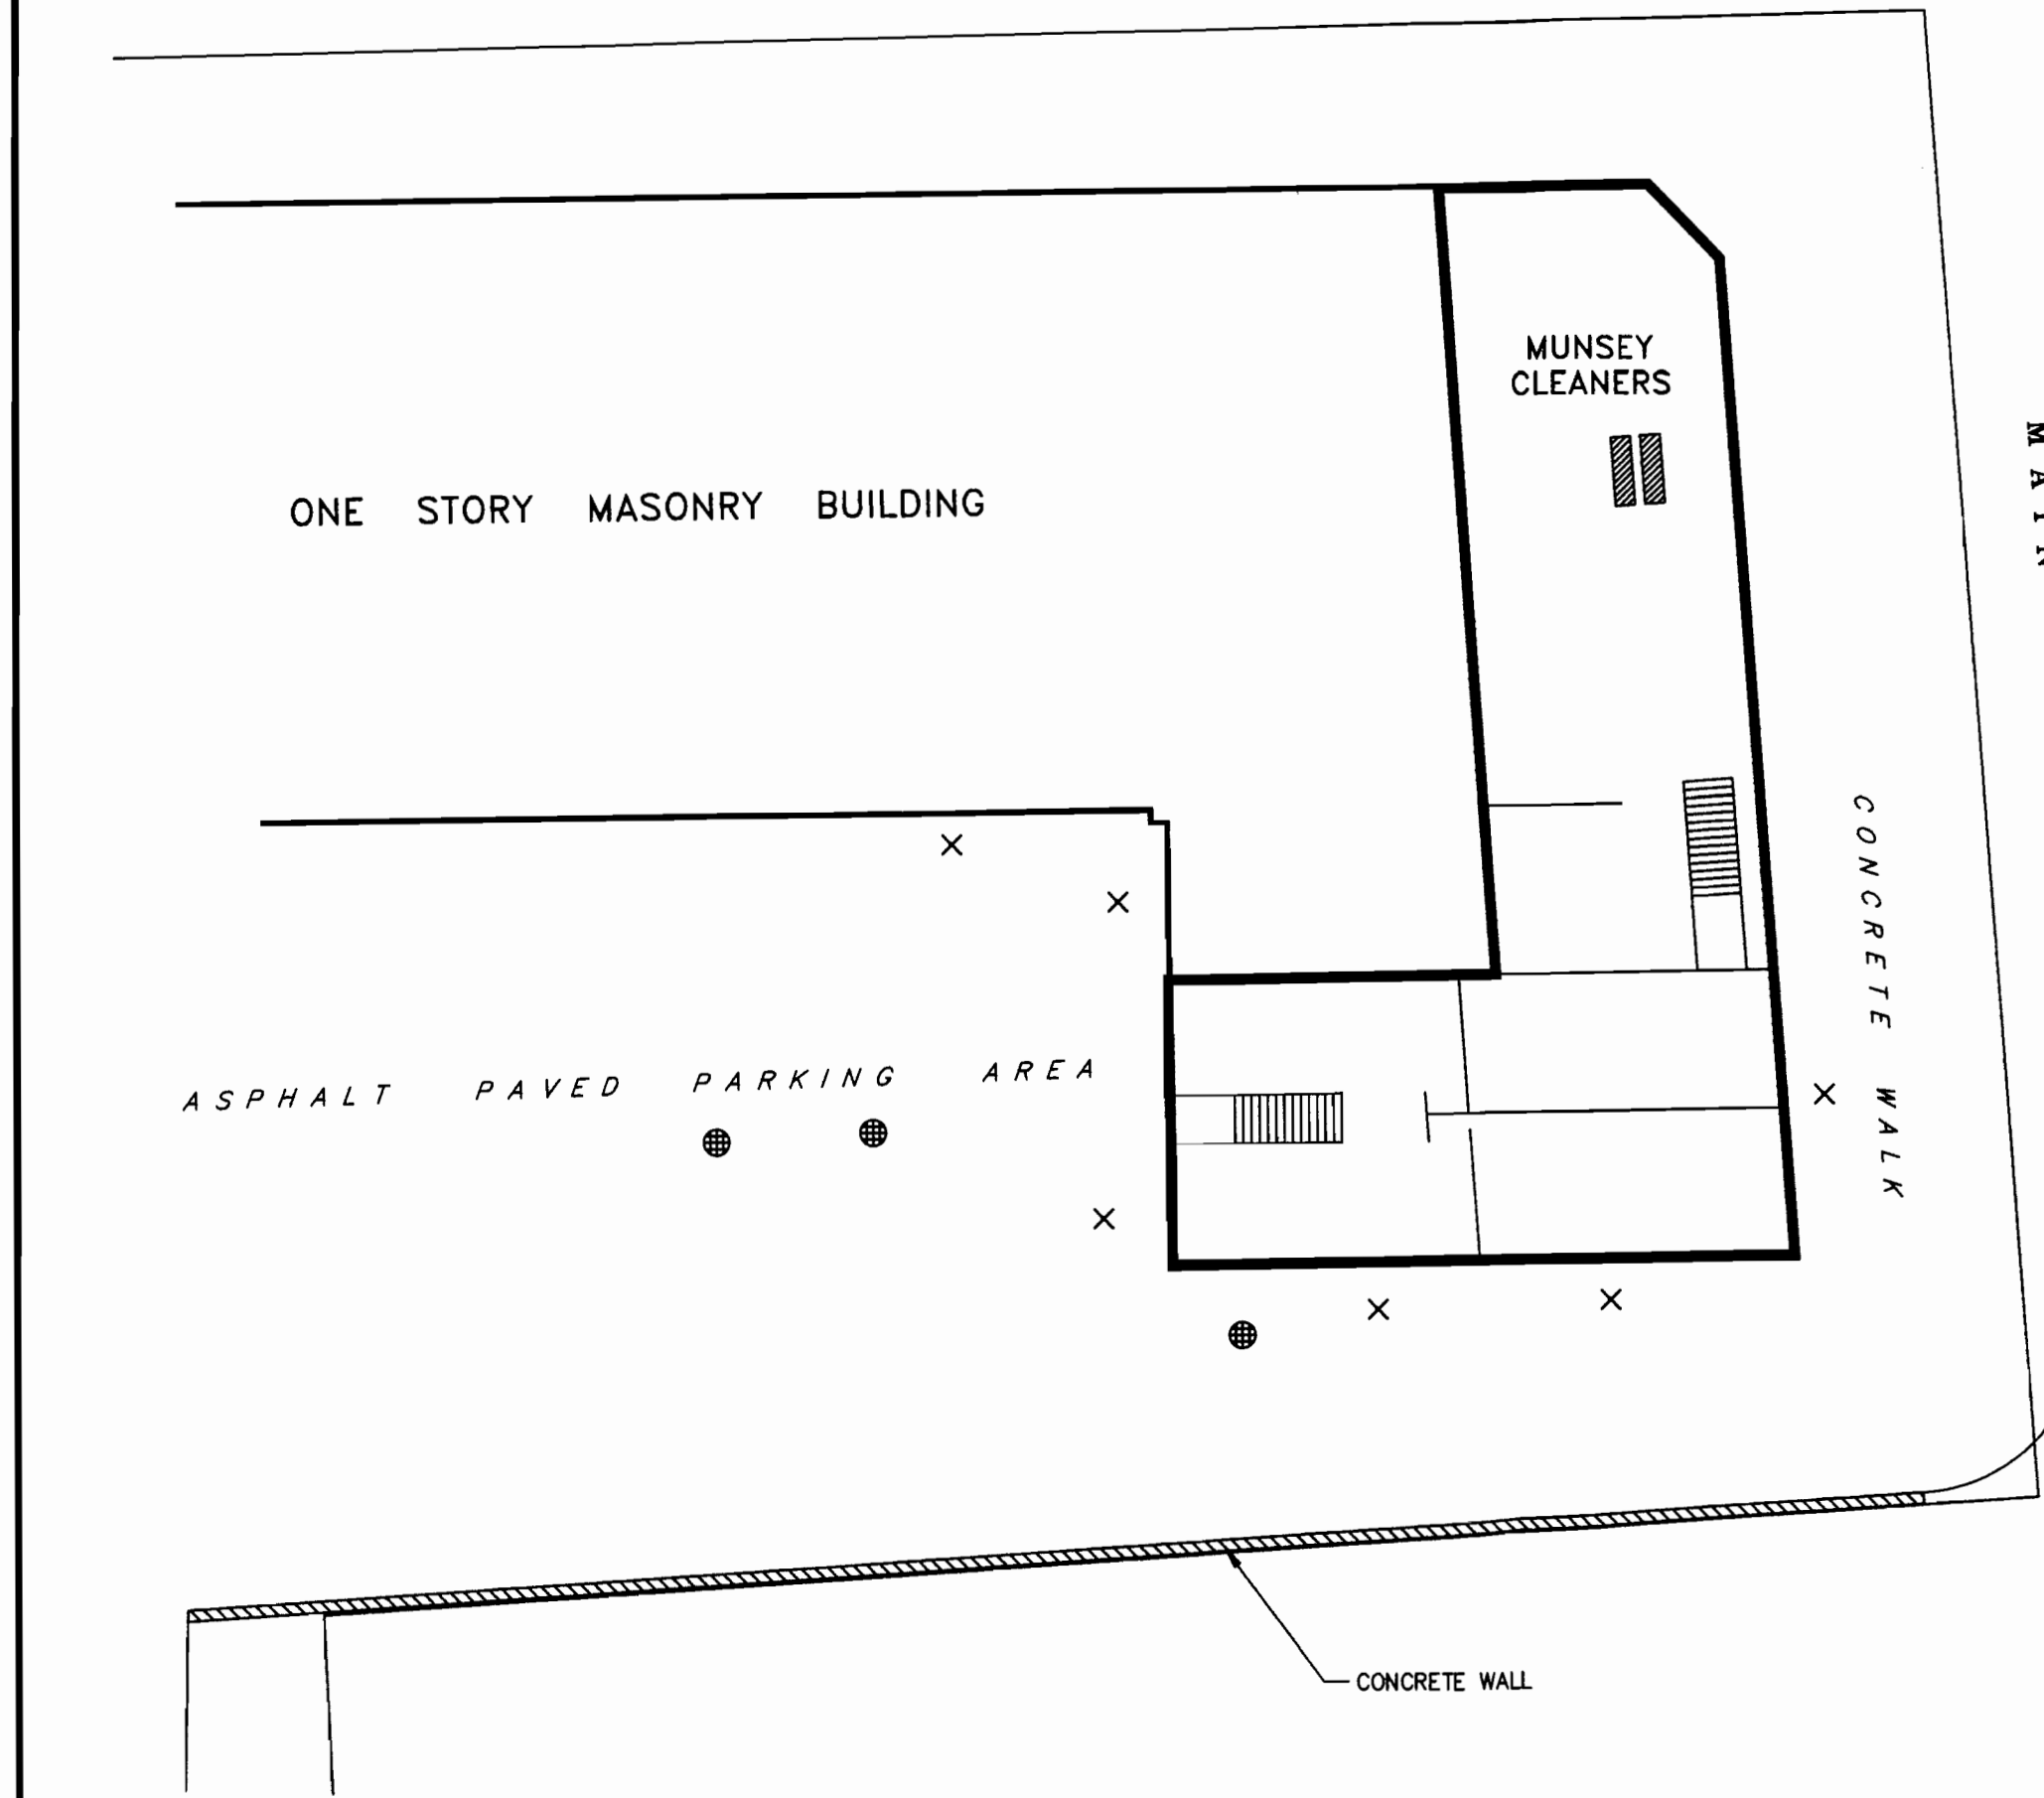 MUNSEY
CLEANERS
ONE STORY MASONRY BUILDING
CONCRETE WALK
ASPHALT PAVED PARKING AREA
CONCRETE WALL